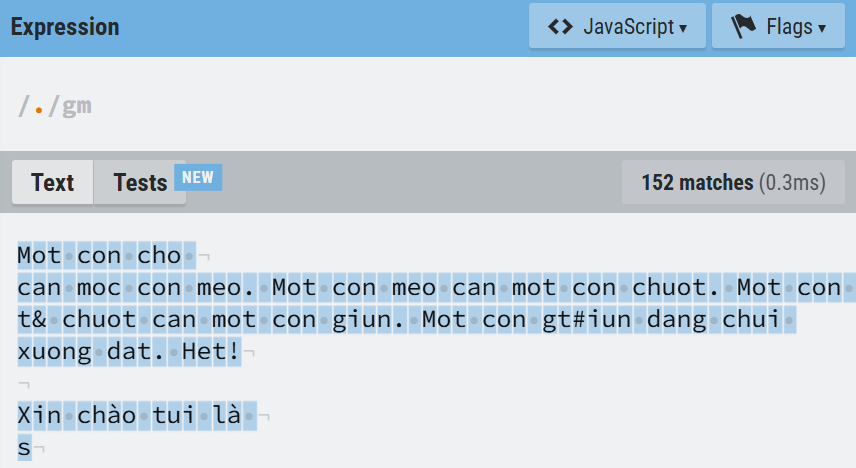 Expression
<> JavaScript ▾
Flags ▾
/./gm
Text
Tests
NEW
152 matches (0.3ms)
Mot·con·cho·¬
can·moc·con·meo.·Mot·con·meo·can·mot·con·chuot.·Mot·con·
t&·chuot·can·mot·con·giun.·Mot·con·gt#iun·dang·chui·
xuong·dat.·Het!¬
¬
Xin·chào·tui·là·¬
s¬